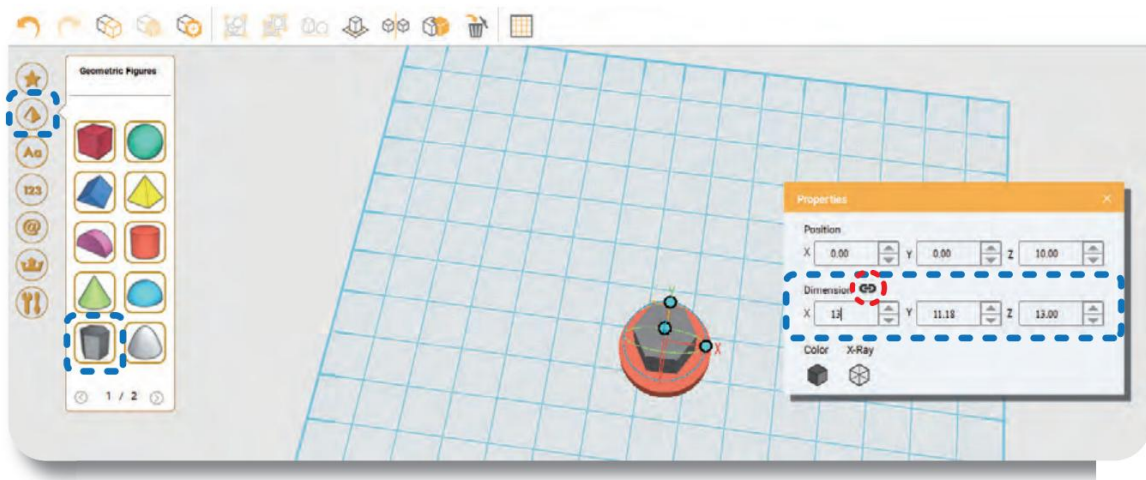 Geometric Figures
Aa
123
@
1 / 2
Properties
Position
X 0.00 Y 0.00 Z 10.00
Dimension
X 13 Y 11.18 Z 13.00
Color X-Ray
Y
X